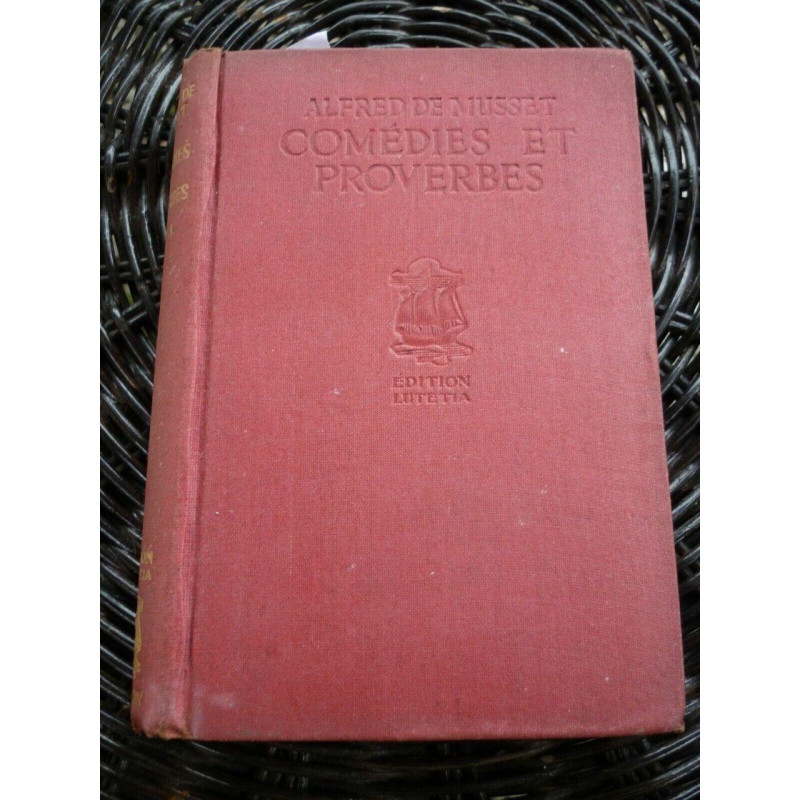 ALFRED DE MUSSET
COMÉDIES ET
PROVERBES
ÉDITION
LUTETIA